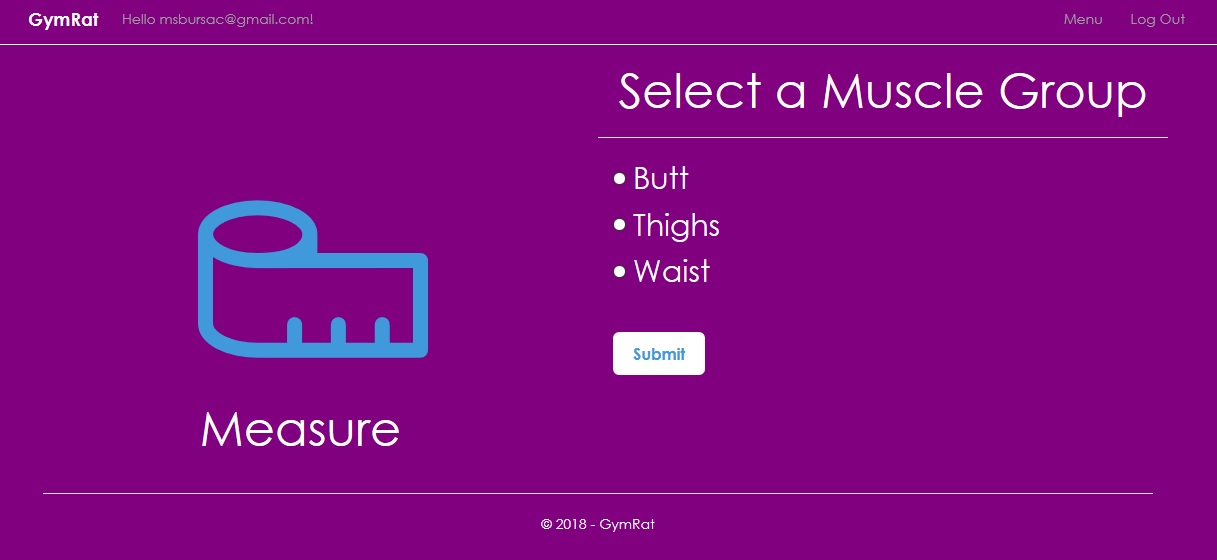 GymRat Hello msbursac@gmail.com! Menu Log Out
Select a Muscle Group
Butt
Thighs
Waist
Submit
Measure
© 2018 - GymRat